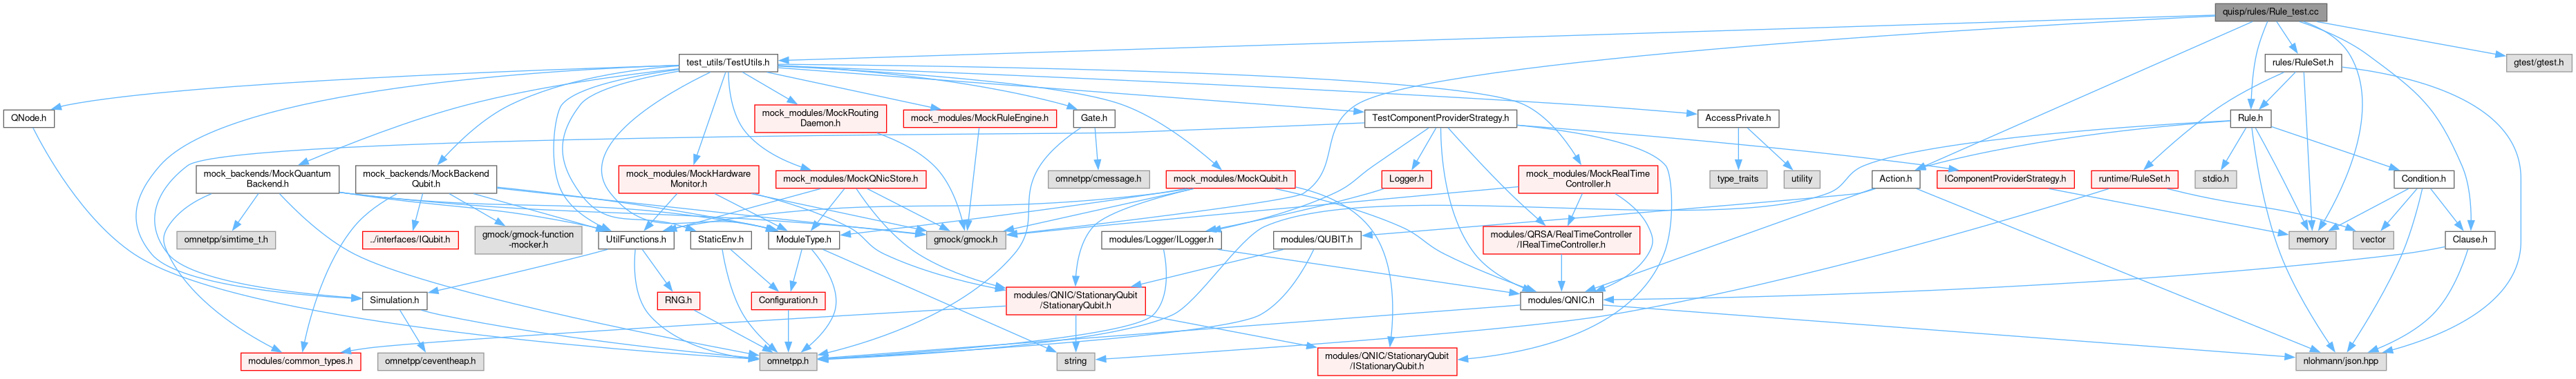 quisp/rules/Rule_test.cc
test_utils/TestUtils.h
rules/RuleSet.h
gtest/gtest.h
QNode.h
mock_modules/MockRouting
Daemon.h
mock_modules/MockRuleEngine.h
Gate.h
TestComponentProviderStrategy.h
AccessPrivate.h
Rule.h
mock_backends/MockQuantum
Backend.h
mock_backends/MockBackend
Qubit.h
mock_modules/MockHardware
Monitor.h
mock_modules/MockQNicStore.h
omnetpp/cmessage.h
mock_modules/MockQubit.h
Logger.h
mock_modules/MockRealTime
Controller.h
type_traits
utility
Action.h
IComponentProviderStrategy.h
runtime/RuleSet.h
stdio.h
Condition.h
omnetpp/simtime_t.h
../interfaces/IQubit.h
gmock/gmock-function
-mocker.h
UtilFunctions.h
StaticEnv.h
ModuleType.h
gmock/gmock.h
modules/Logger/ILogger.h
modules/QUBIT.h
modules/QRSA/RealTimeController
/IRealTimeController.h
memory
vector
Clause.h
Simulation.h
RNG.h
Configuration.h
modules/QNIC/StationaryQubit
/StationaryQubit.h
modules/QNIC.h
modules/common_types.h
omnetpp/ceventheap.h
omnetpp.h
string
modules/QNIC/StationaryQubit
/IStationaryQubit.h
nlohmann/json.hpp